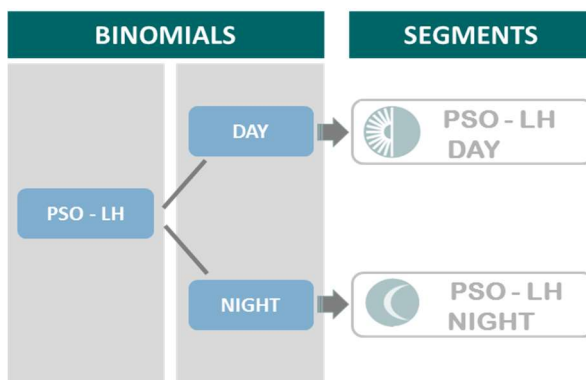 BINOMIALS
SEGMENTS
DAY
PSO - LH
DAY
PSO - LH
NIGHT
PSO - LH
NIGHT